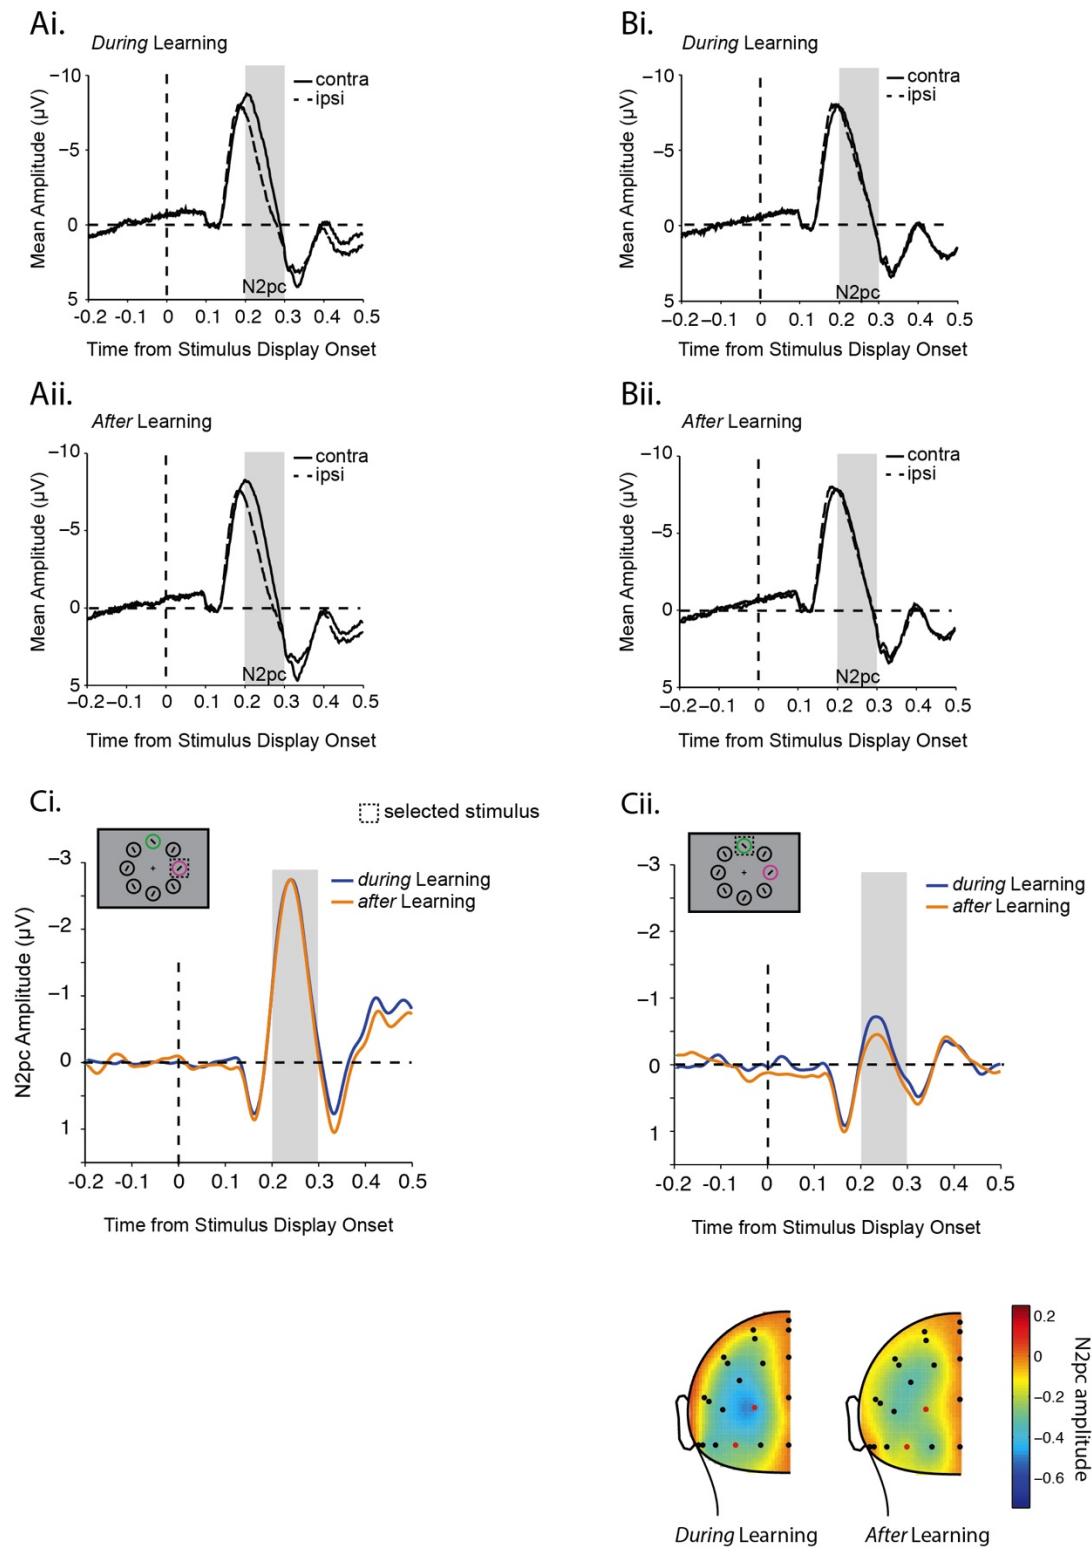 Ai.
During Learning
Mean Amplitude (µV)
−10
−5
0
5
contra
ipsi
N2pc
-0.2 -0.1 0 0.1 0.2 0.3 0.4 0.5
Time from Stimulus Display Onset
Bi.
During Learning
Mean Amplitude (µV)
−10
−5
0
5
contra
ipsi
N2pc
−0.2−0.1 0 0.1 0.2 0.3 0.4 0.5
Time from Stimulus Display Onset
Aii.
After Learning
Mean Amplitude (µV)
−10
−5
0
5
contra
ipsi
N2pc
−0.2−0.1 0 0.1 0.2 0.3 0.4 0.5
Time from Stimulus Display Onset
Bii.
After Learning
Mean Amplitude (µV)
−10
−5
0
5
contra
ipsi
N2pc
−0.2−0.1 0 0.1 0.2 0.3 0.4 0.5
Time from Stimulus Display Onset
Ci.
selected stimulus
N2pc Amplitude (µV)
−3
−2
−1
0
1
during Learning
after Learning
-0.2 -0.1 0 0.1 0.2 0.3 0.4 0.5
Time from Stimulus Display Onset
Cii.
−3
−2
−1
0
1
during Learning
after Learning
-0.2 -0.1 0 0.1 0.2 0.3 0.4 0.5
Time from Stimulus Display Onset
0.2
0
−0.2
−0.4
−0.6
N2pc amplitude
During Learning
After Learning